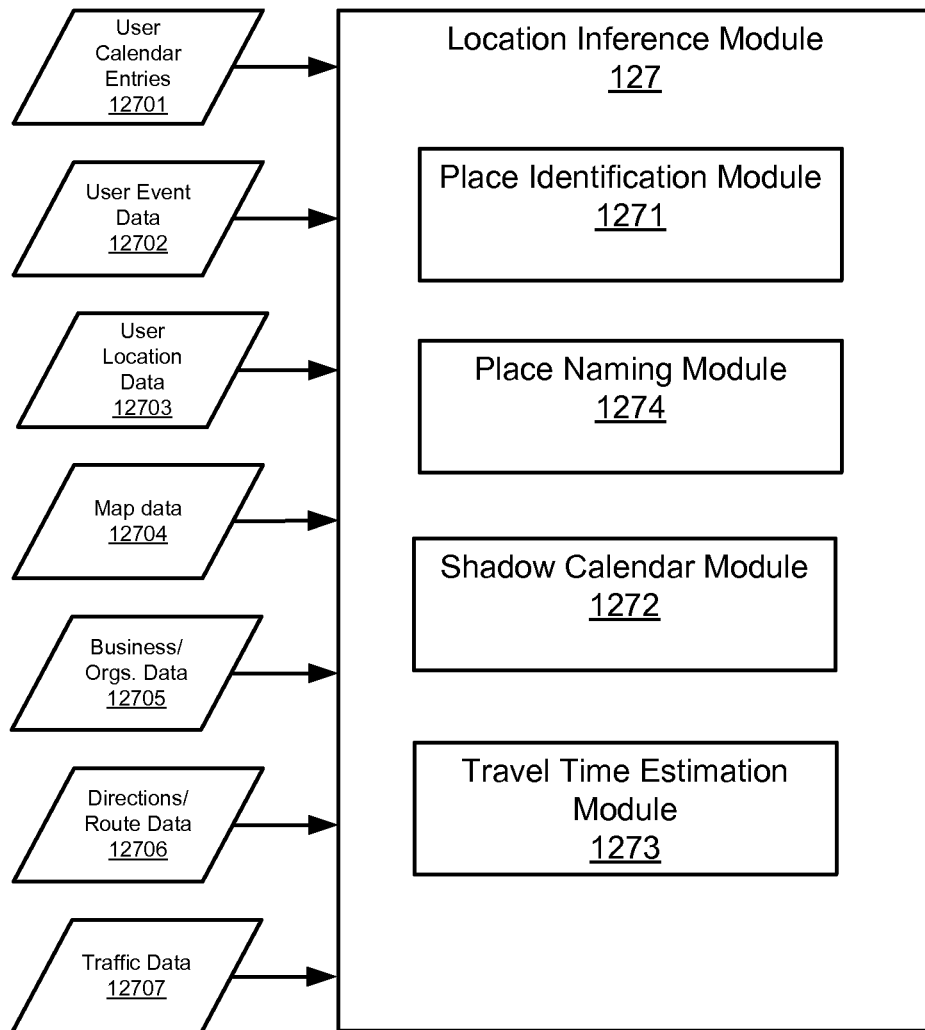 User
Calendar
Entries
12701
User Event
Data
12702
User
Location
Data
12703
Map data
12704
Business/
Orgs. Data
12705
Directions/
Route Data
12706
Traffic Data
12707
Location Inference Module
127
Place Identification Module
1271
Place Naming Module
1274
Shadow Calendar Module
1272
Travel Time Estimation
Module
1273